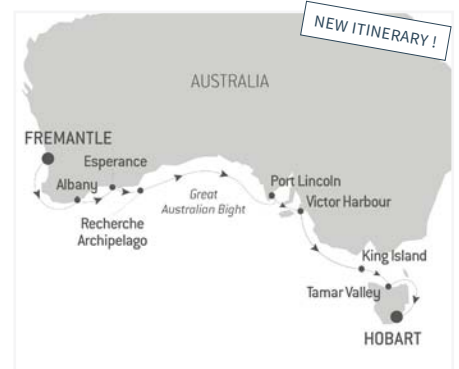 NEW ITINERARY !
AUSTRALIA
FREMANTLE
Esperance
Albany
Recherche
Archipelago
Great
Australian Bight
Port Lincoln
Victor Harbour
King Island
Tamar Valley
HOBART